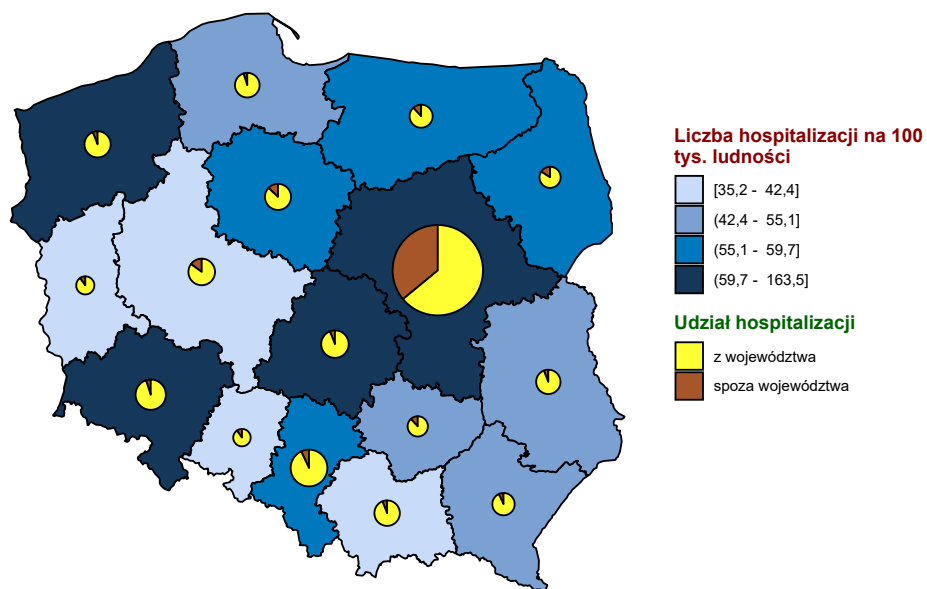 Liczba hospitalizacji na 100
tys. ludności
[35,2 - 42,4]
(42,4 - 55,1]
(55,1 - 59,7]
(59,7 - 163,5]
Udział hospitalizacji
z województwa
spoza województwa